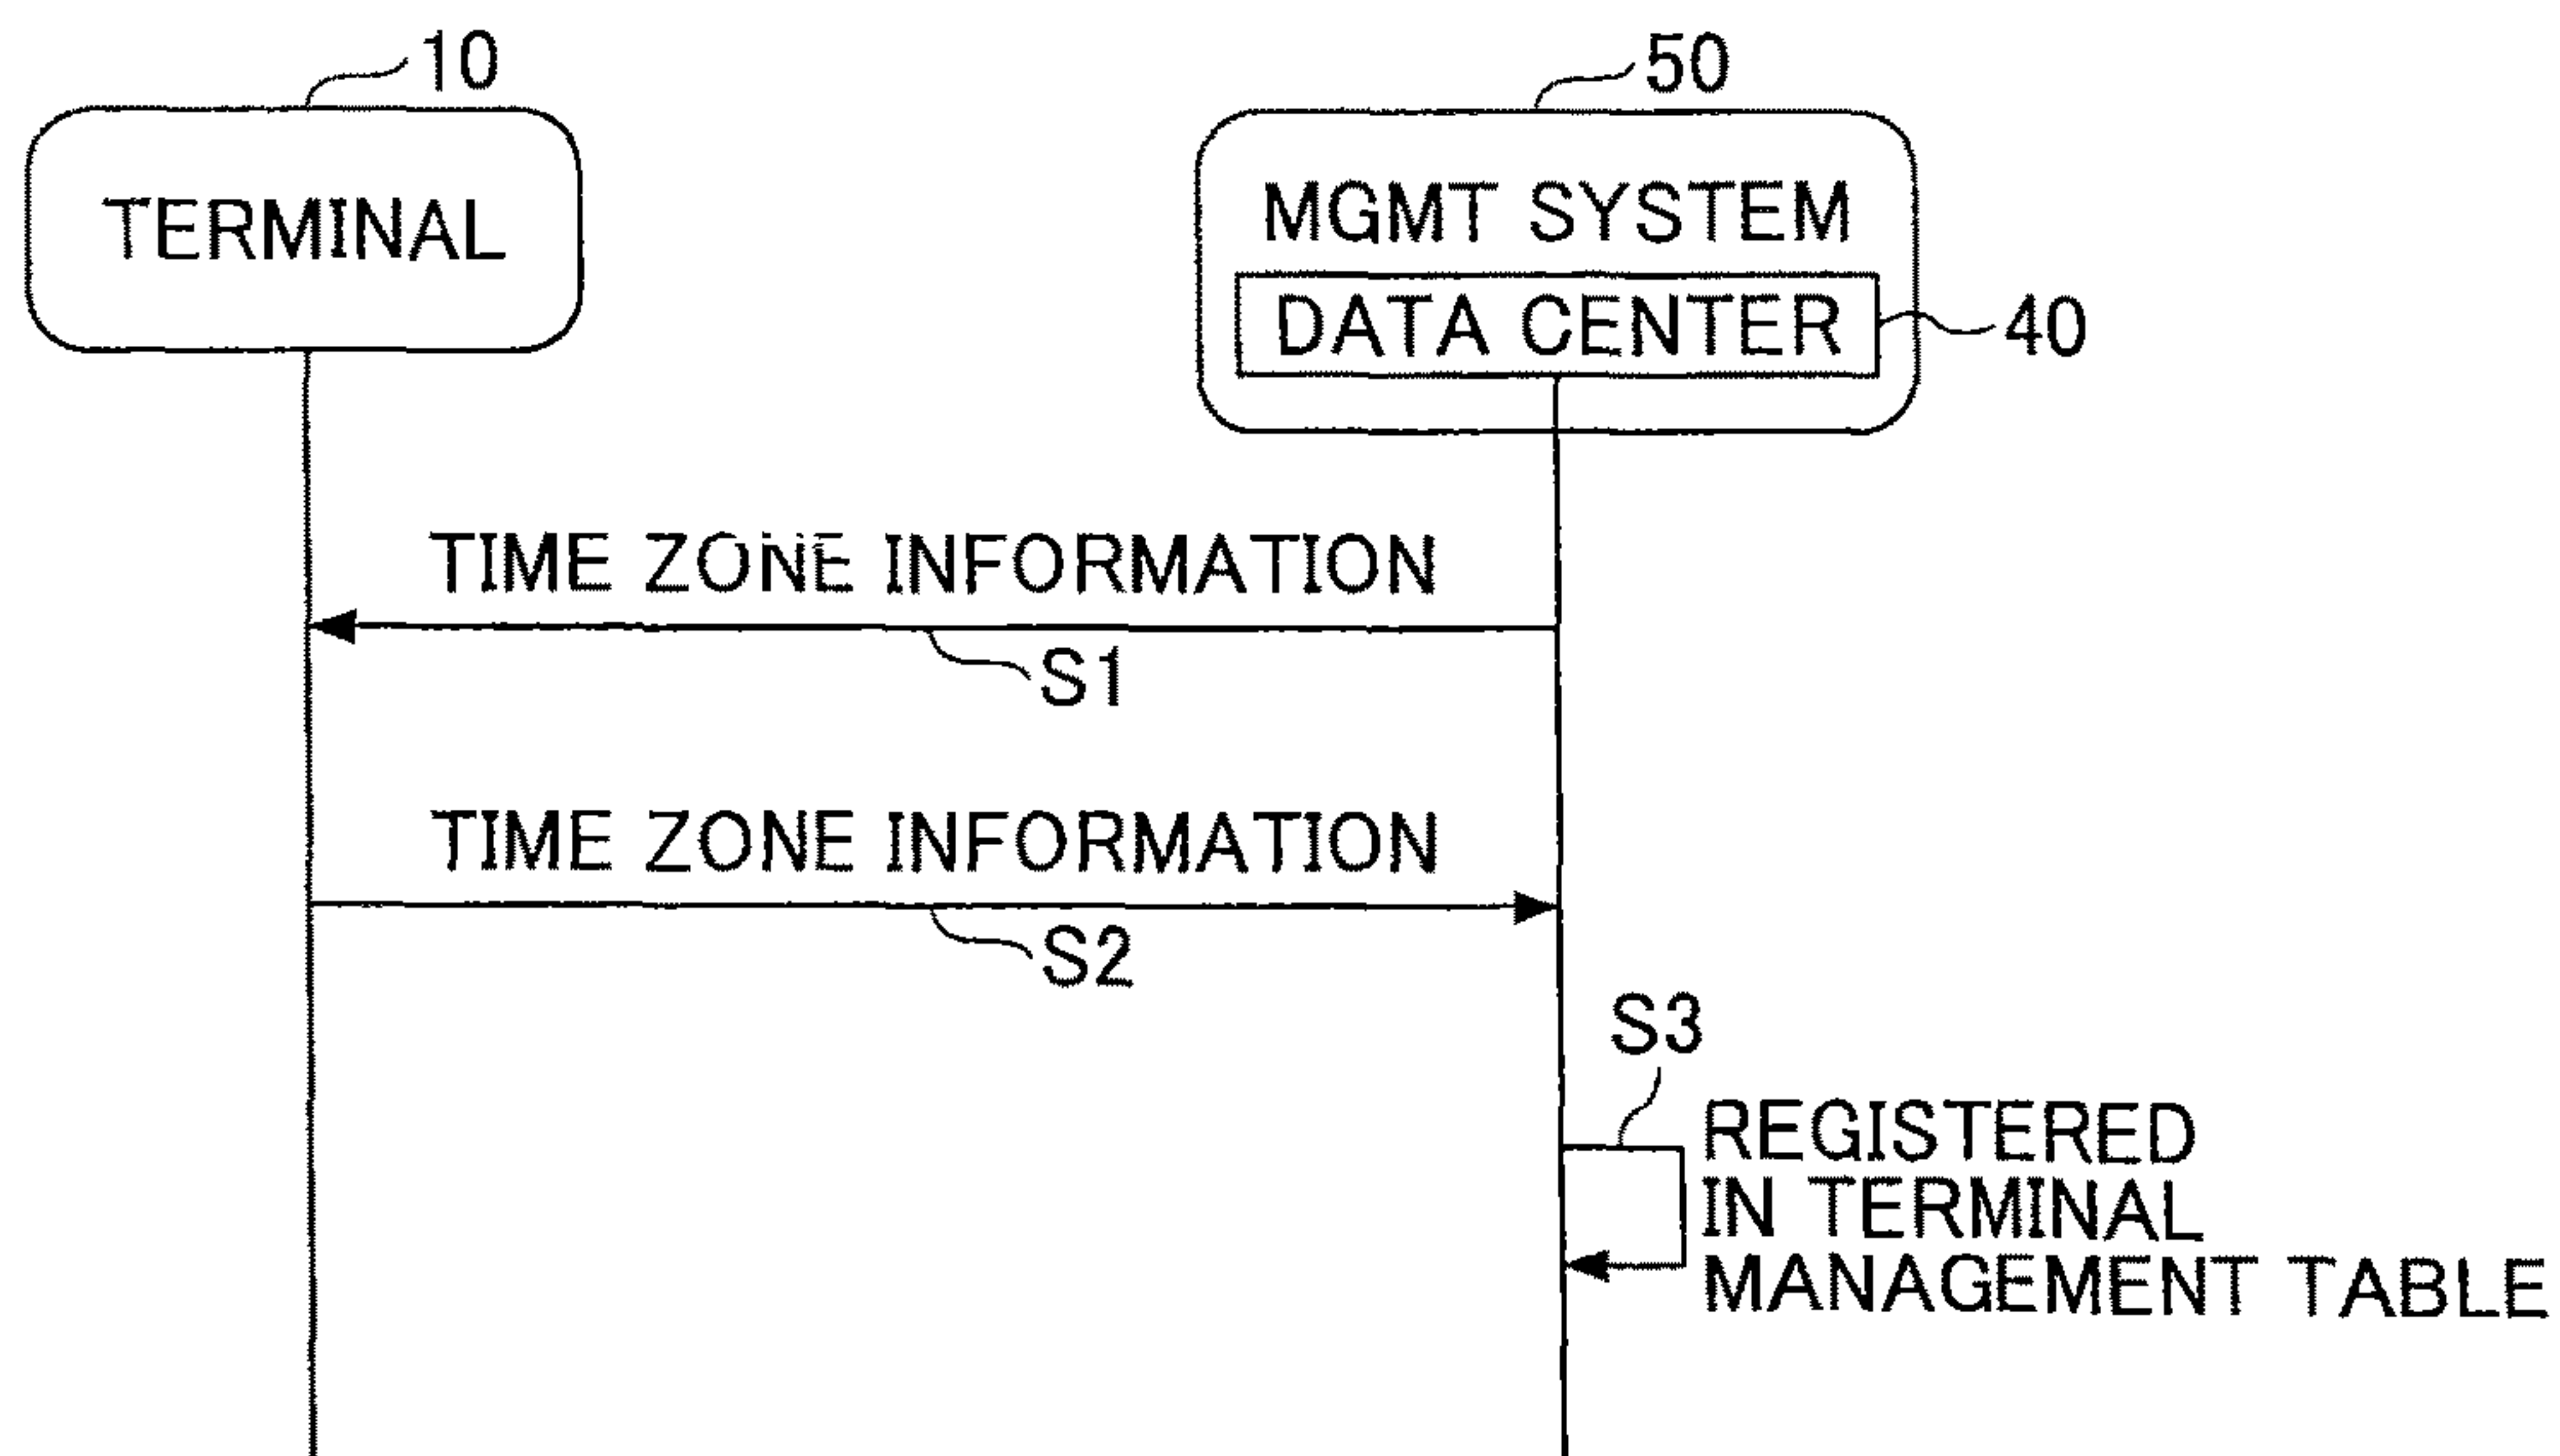 10
50
TERMINAL
MGMT SYSTEM
DATA CENTER
40
TIME ZONE INFORMATION
S1
TIME ZONE INFORMATION
S2
S3
REGISTERED
IN TERMINAL
MANAGEMENT TABLE